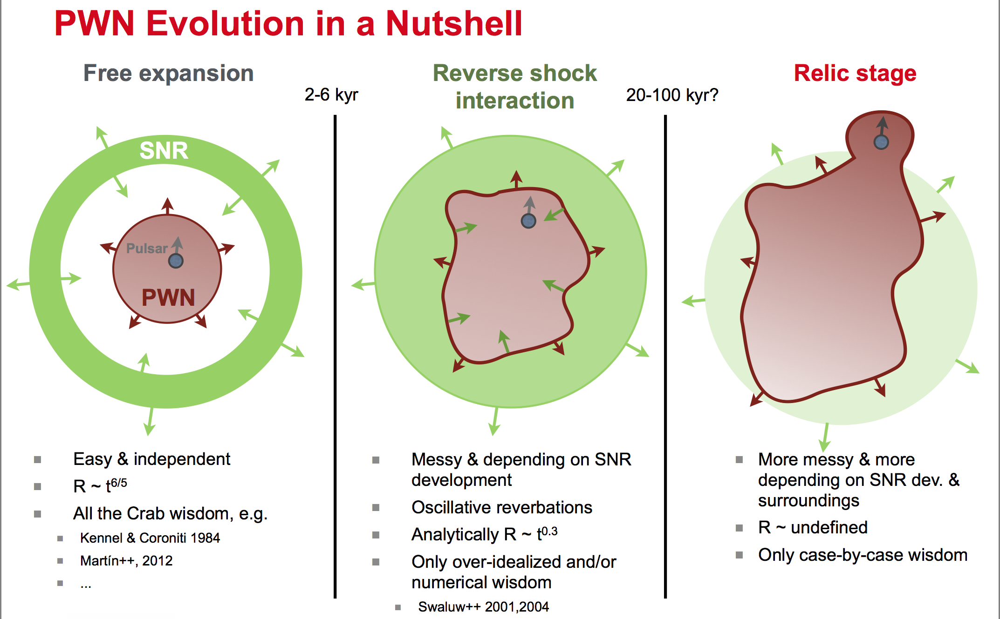 PWN Evolution in a Nutshell
Free expansion
2-6 kyr
Reverse shock
interaction
20-100 kyr?
Relic stage
SNR
Pulsar
PWN
Easy & independent
R ~ t^6/5
All the Crab wisdom, e.g.
Kennel & Coroniti 1984
Martín++, 2012
...
Messy & depending on SNR
development
Oscillative reverbations
Analytically R ~ t^0.3
Only over-idealized and/or
numerical wisdom
Swaluw++ 2001,2004
More messy & more
depending on SNR dev. &
surroundings
R ~ undefined
Only case-by-case wisdom